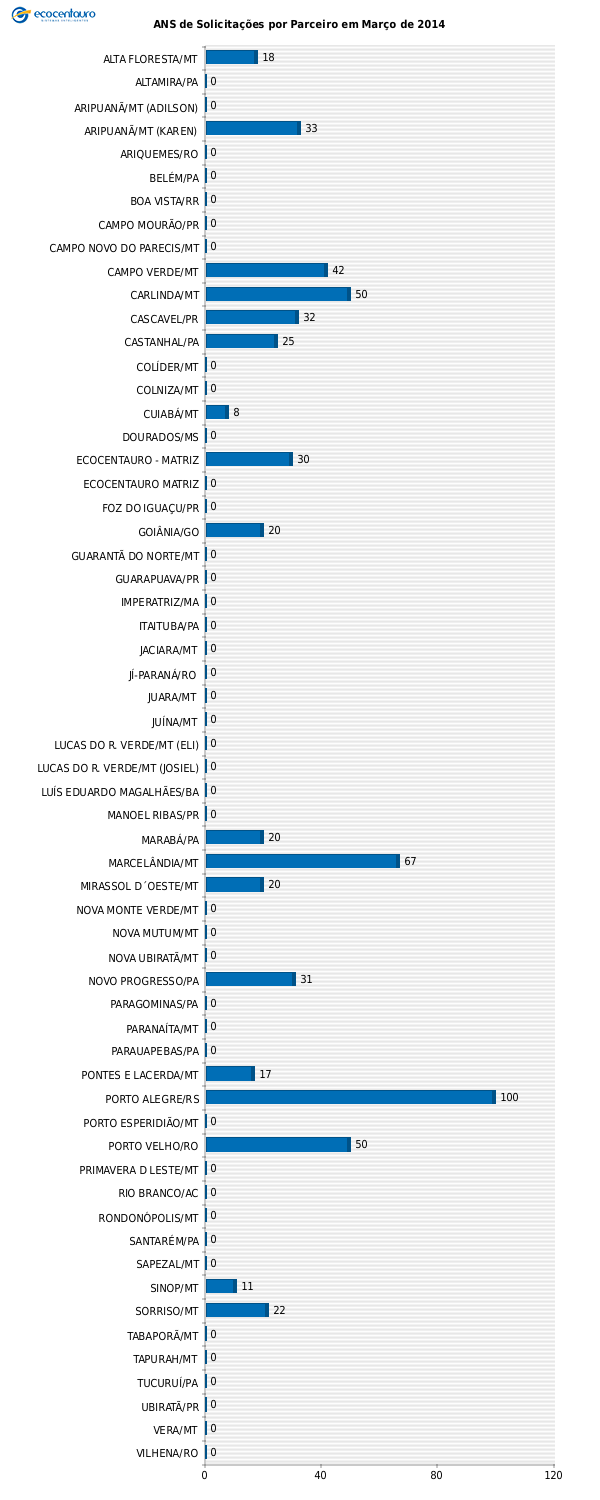 ecocentauro
ANS de Solicitações por Parceiro em Março de 2014
ALTA FLORESTA/MT 18
ALTAMIRA/PA 0
ARIPUANÃ/MT (ADILSON) 0
ARIPUANÃ/MT (KAREN) 33
ARIQUEMES/RO 0
BELÉM/PA 0
BOA VISTA/RR 0
CAMPO MOURÃO/PR 0
CAMPO NOVO DO PARECIS/MT 0
CAMPO VERDE/MT 42
CARLINDA/MT 50
CASCAVEL/PR 32
CASTANHAL/PA 25
COLÍDER/MT 0
COLNIZA/MT 0
CUIABÁ/MT 8
DOURADOS/MS 0
ECOCENTAURO - MATRIZ 30
ECOCENTAURO MATRIZ 0
FOZ DO IGUAÇU/PR 0
GOIÂNIA/GO 20
GUARANTÃ DO NORTE/MT 0
GUARAPUAVA/PR 0
IMPERATRIZ/MA 0
ITAITUBA/PA 0
JACIARA/MT 0
JÍ-PARANÁ/RO 0
JUARA/MT 0
JUÍNA/MT 0
LUCAS DO R. VERDE/MT (ELI) 0
LUCAS DO R. VERDE/MT (JOSIEL) 0
LUÍS EDUARDO MAGALHÃES/BA 0
MANOEL RIBAS/PR 0
MARABÁ/PA 20
MARCELÂNDIA/MT 67
MIRASSOL D´OESTE/MT 20
NOVA MONTE VERDE/MT 0
NOVA MUTUM/MT 0
NOVA UBIRATÃ/MT 0
NOVO PROGRESSO/PA 31
PARAGOMINAS/PA 0
PARANAÍTA/MT 0
PARAUAPEBAS/PA 0
PONTES E LACERDA/MT 17
PORTO ALEGRE/RS 100
PORTO ESPERIDIÃO/MT 0
PORTO VELHO/RO 50
PRIMAVERA D LESTE/MT 0
RIO BRANCO/AC 0
RONDONÓPOLIS/MT 0
SANTARÉM/PA 0
SAPEZAL/MT 0
SINOP/MT 11
SORRISO/MT 22
TABAPORÃ/MT 0
TAPURAH/MT 0
TUCURUÍ/PA 0
UBIRATÃ/PR 0
VERA/MT 0
VILHENA/RO 0
0 40 80 120